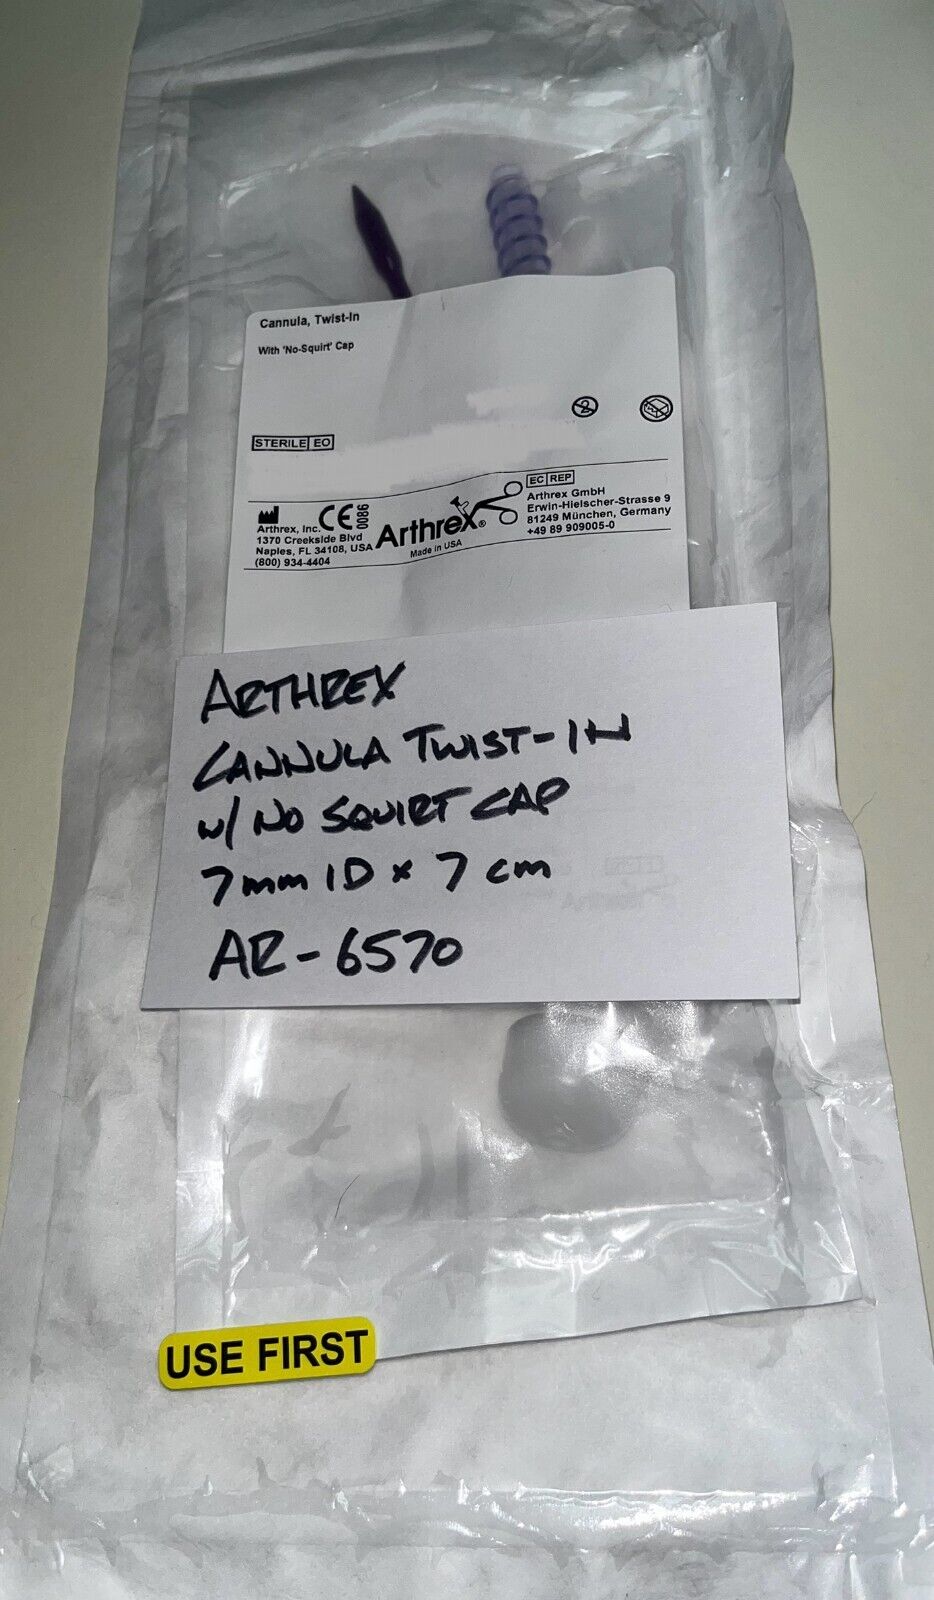 Cannula, Twist-In
With 'No-Squirt' Cap
2
STERILE EO
Arthrex, Inc.
1370 Creekside Blvd
Naples, FL 34108, USA
(800) 934-4404
CE 0086
Arthrex®
Made in USA
EC REP
Arthrex GmbH
Erwin-Hielscher-Strasse 9
81249 München, Germany
+49 89 909005-0
ARTHREX
CANNULA TWIST-IN
w/ NO SQUIRT CAP
7mm ID x 7 cm
AR-6570
USE FIRST